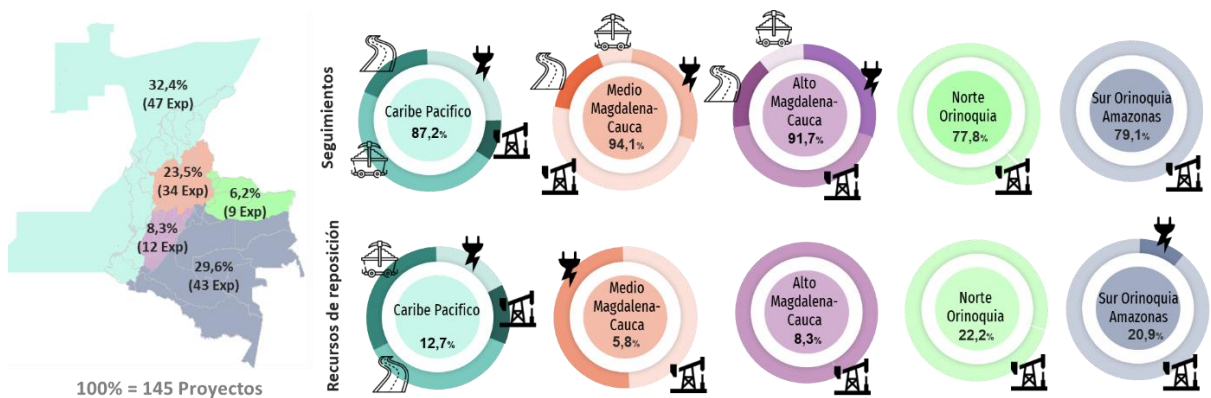 32,4%
(47 Exp)
23,5%
(34 Exp)
6,2%
(9 Exp)
8,3%
(12 Exp)
29,6%
(43 Exp)
100% = 145 Proyectos
Seguimientos
Caribe Pacifico
87,2%
Medio
Magdalena-
Cauca
94,1%
Alto
Magdalena-
Cauca
91,7%
Norte
Orinoquia
77,8%
Sur Orinoquia
Amazonas
79,1%
Recursos de reposición
Caribe Pacifico
12,7%
Medio
Magdalena-
Cauca
5,8%
Alto
Magdalena-
Cauca
8,3%
Norte
Orinoquia
22,2%
Sur Orinoquia
Amazonas
20,9%